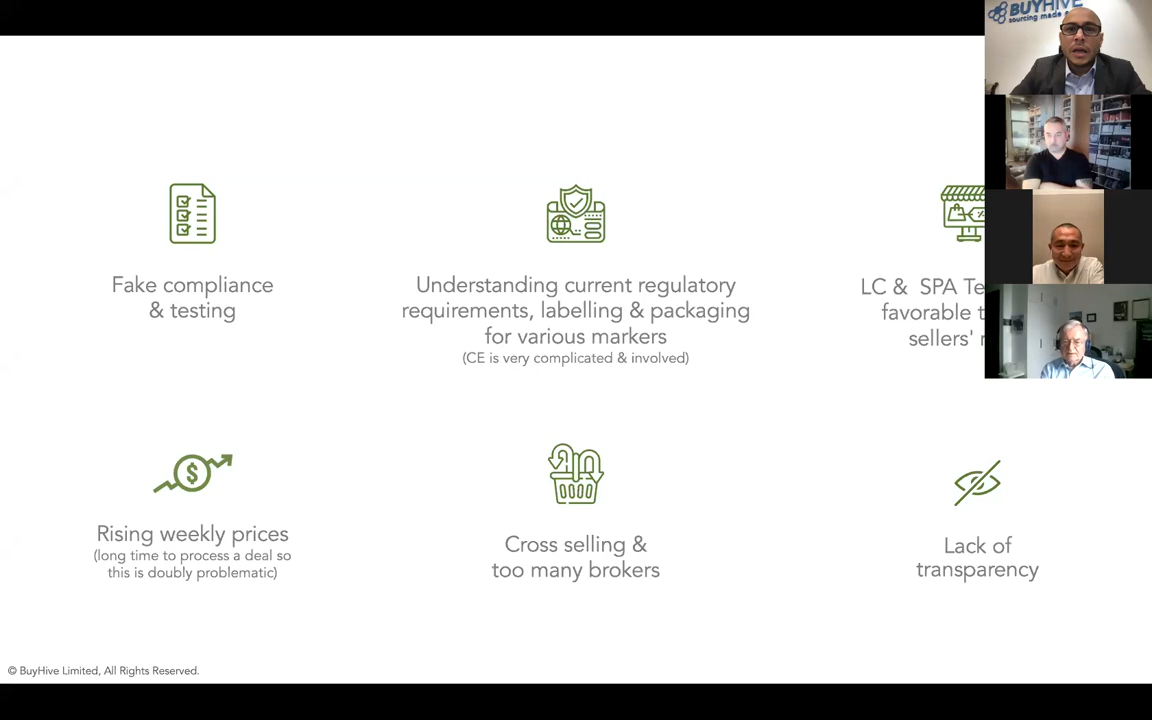 BUYHIVE
sourcing made
Fake compliance
& testing
Understanding current regulatory
requirements, labelling & packaging
for various markers
(CE is very complicated & involved)
LC & SPA Te
favorable t
sellers'
Rising weekly prices
(long time to process a deal so
this is doubly problematic)
Cross selling &
too many brokers
Lack of
transparency
© BuyHive Limited, All Rights Reserved.